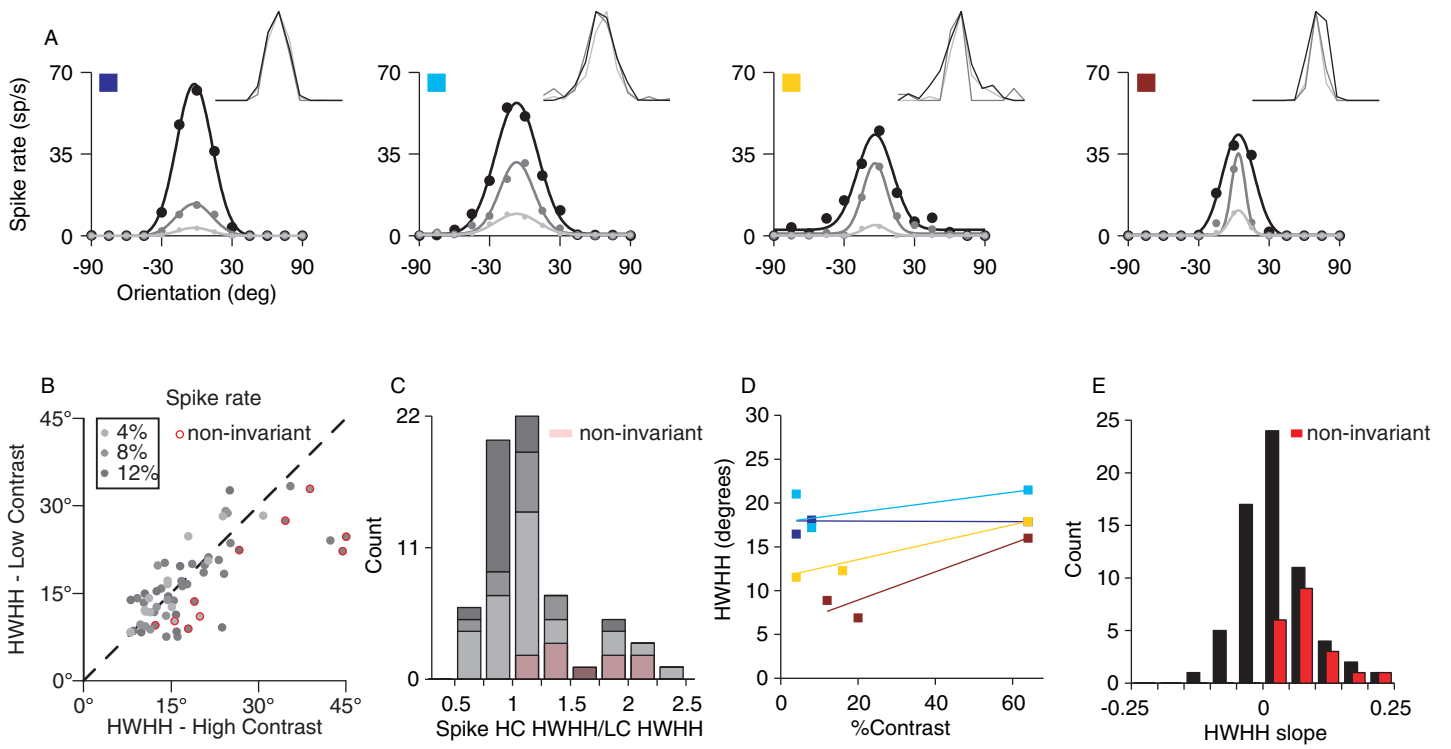 A
Spike rate (sp/s)
70
35
0
-90 -30 30 90
Orientation (deg)
70
35
0
-90 -30 30 90
70
35
0
-90 -30 30 90
70
35
0
-90 -30 30 90
B
Spike rate
HWHH - Low Contrast
45°
30°
15°
0°
4%
8%
12%
non-invariant
0° 15° 30° 45°
HWHH - High Contrast
C
Count
22
11
0
non-invariant
0.5 1 1.5 2 2.5
Spike HC HWHH/LC HWHH
D
HWHH (degrees)
30
25
20
15
10
5
0
0 20 40 60
%Contrast
E
Count
25
20
15
10
5
0
non-invariant
-0.25 0 0.25
HWHH slope